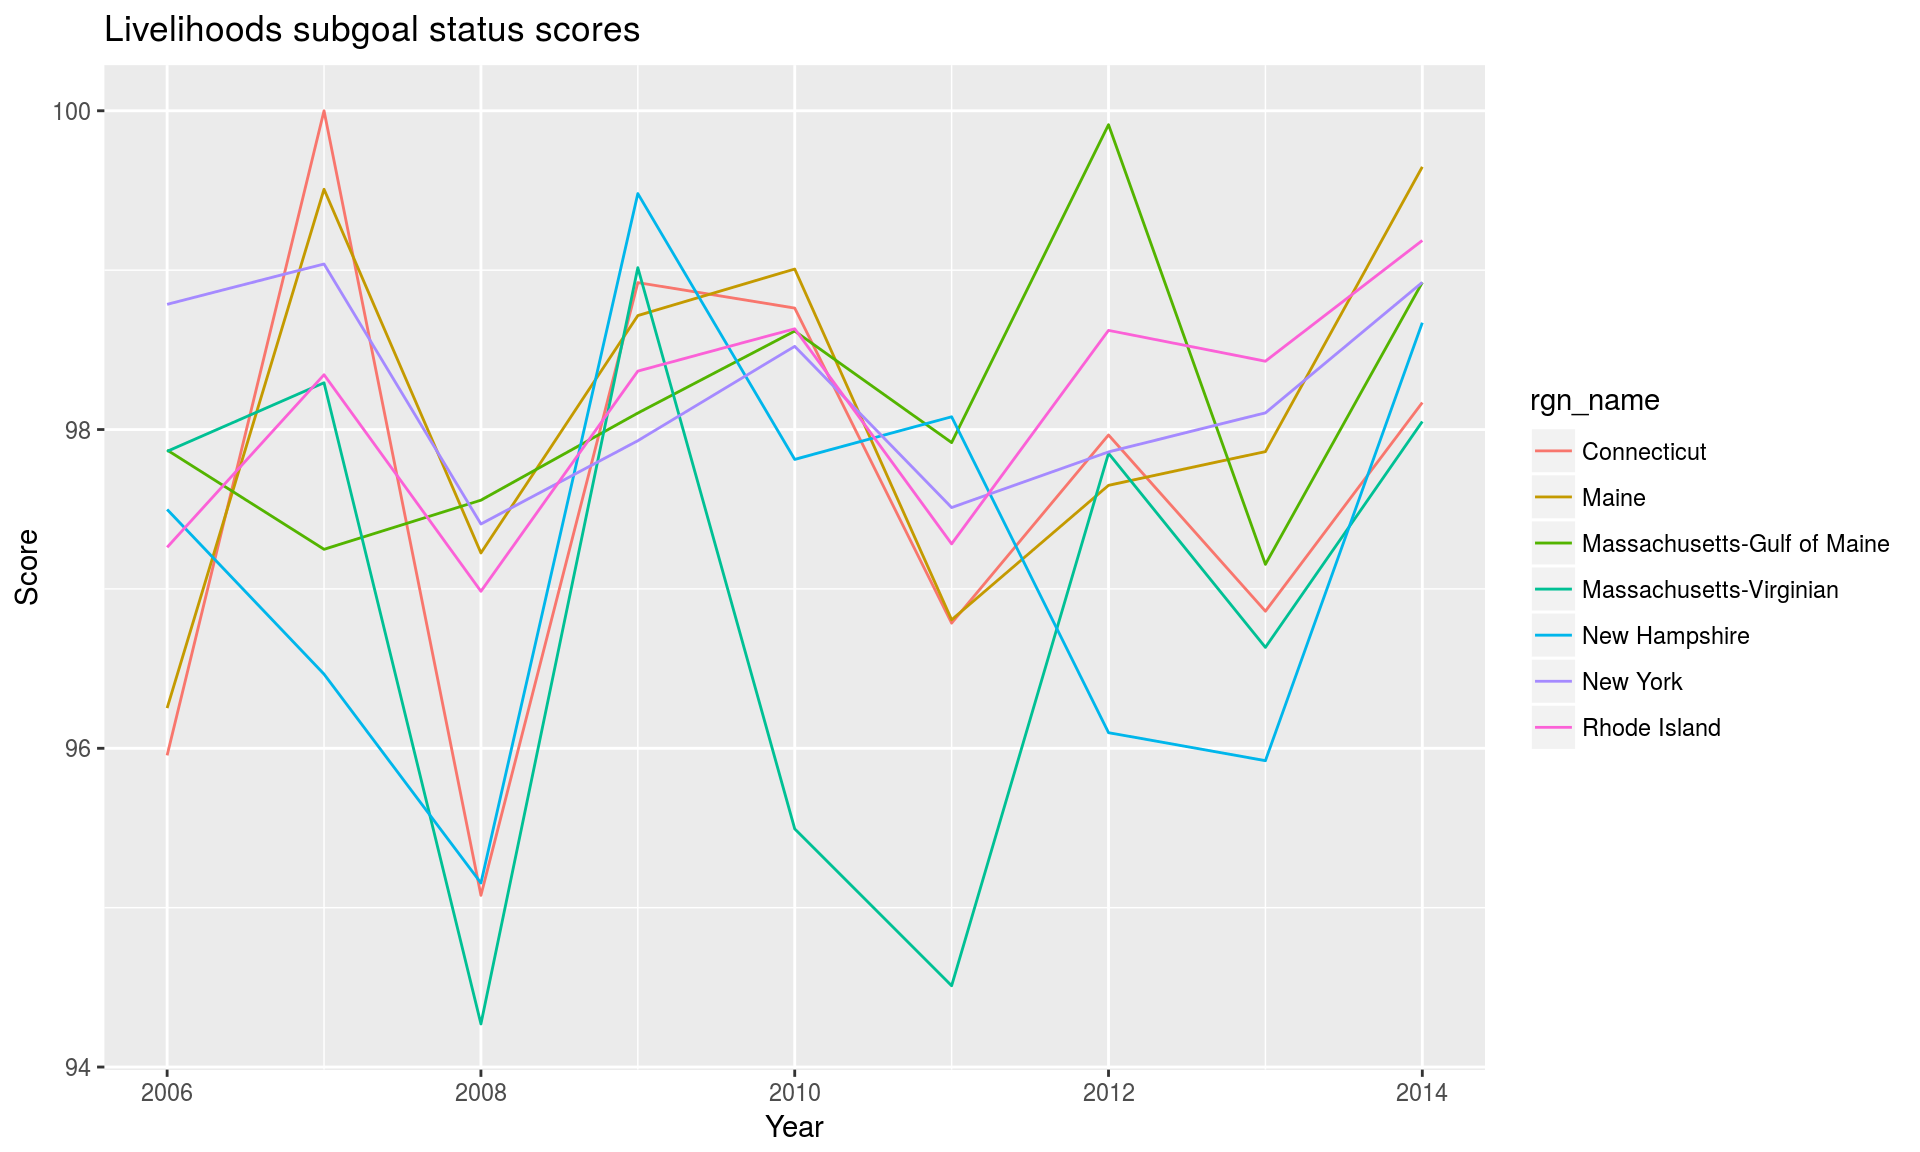 Livelihoods subgoal status scores
100
98
96
94
Score
2006 2008 2010 2012 2014
Year
rgn_name
Connecticut
Maine
Massachusetts-Gulf of Maine
Massachusetts-Virginian
New Hampshire
New York
Rhode Island